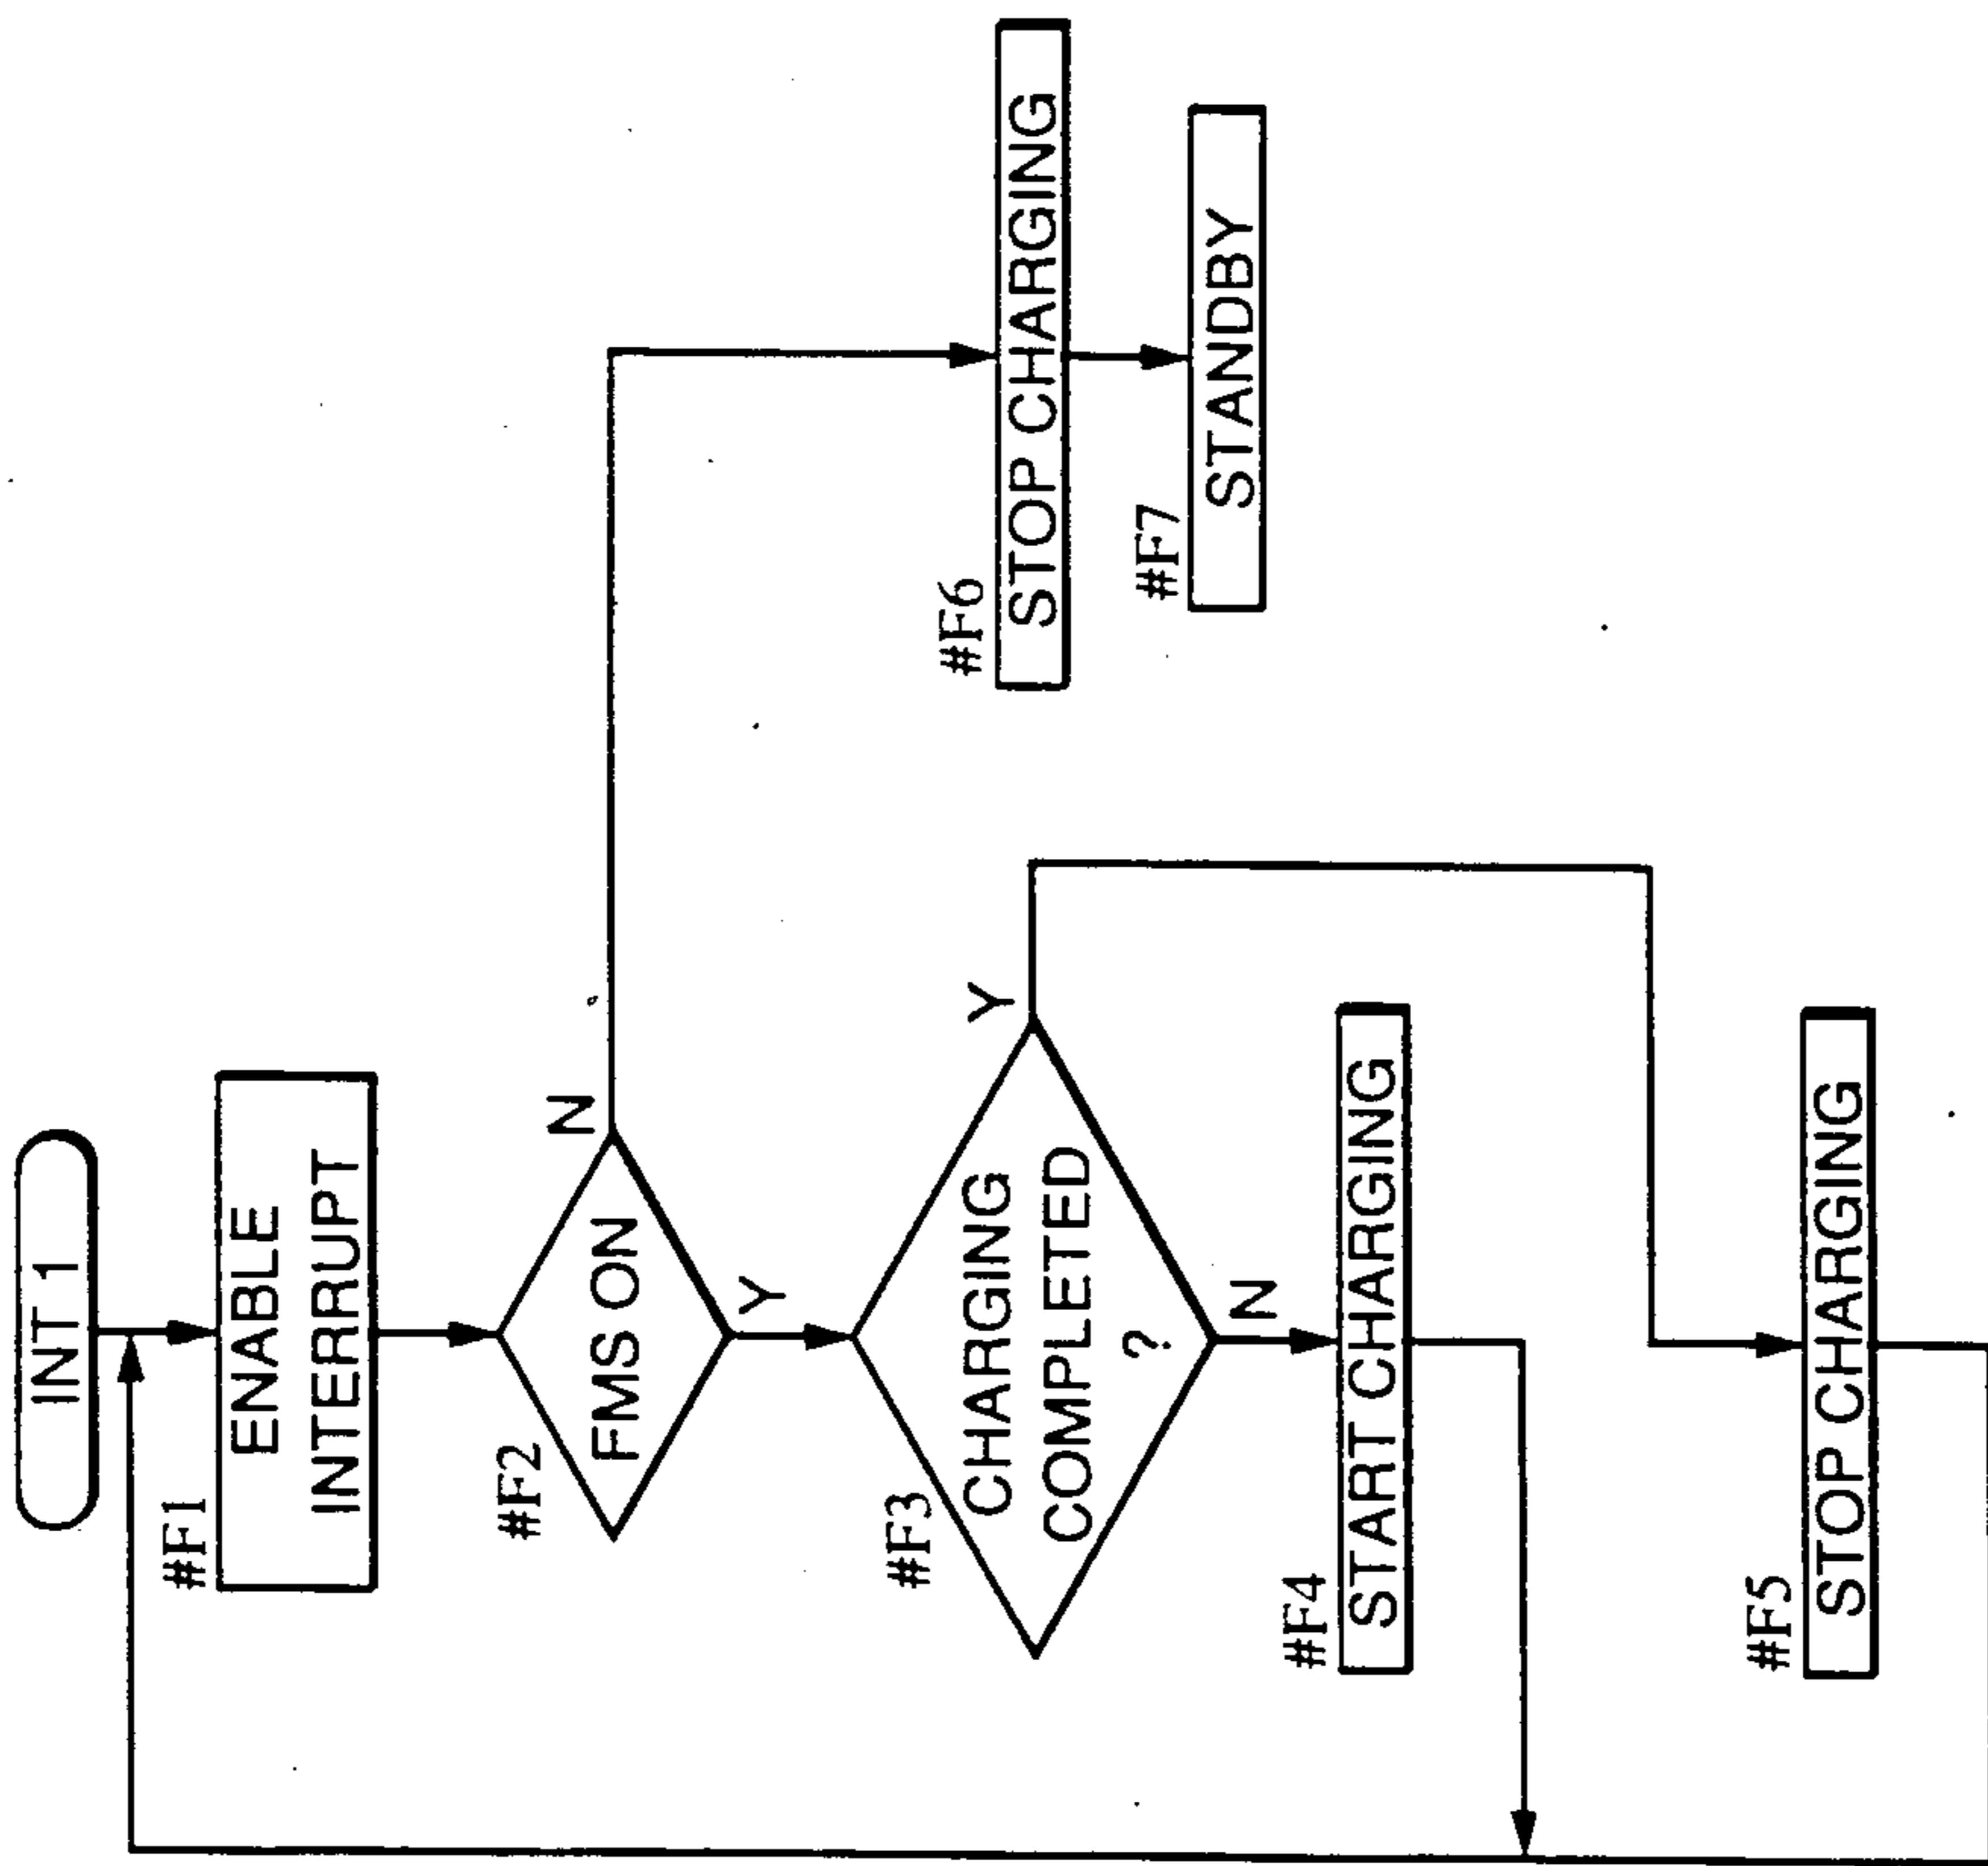 INT 1
#F1
ENABLE
INTERRUPT
#F2
FMS ON
N
Y
#F3
CHARGING
COMPLETED
?
Y
N
#F4
START CHARGING
#F5
STOP CHARGING
#F6
STOP CHARGING
#F7
STANDBY